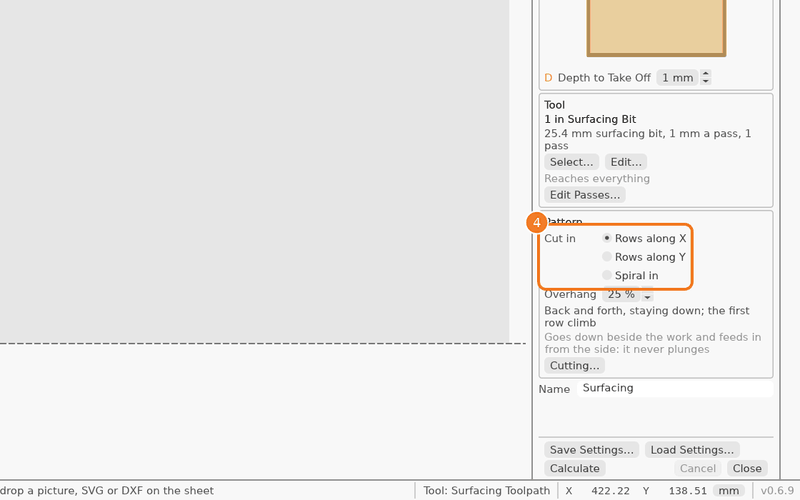 D Depth to Take Off 1 mm
Tool
1 in Surfacing Bit
25.4 mm surfacing bit, 1 mm a pass, 1
pass
Select... Edit...
Reaches everything
Edit Passes...
4 Pattern
Cut in Rows along X
Rows along Y
Spiral in
Overhang 25 %
Back and forth, staying down; the first
row climb
Goes down beside the work and feeds in
from the side: it never plunges
Cutting...
Name Surfacing
Save Settings... Load Settings...
Calculate Cancel Close
drop a picture, SVG or DXF on the sheet Tool: Surfacing Toolpath X 422.22 Y 138.51 mm v0.6.9